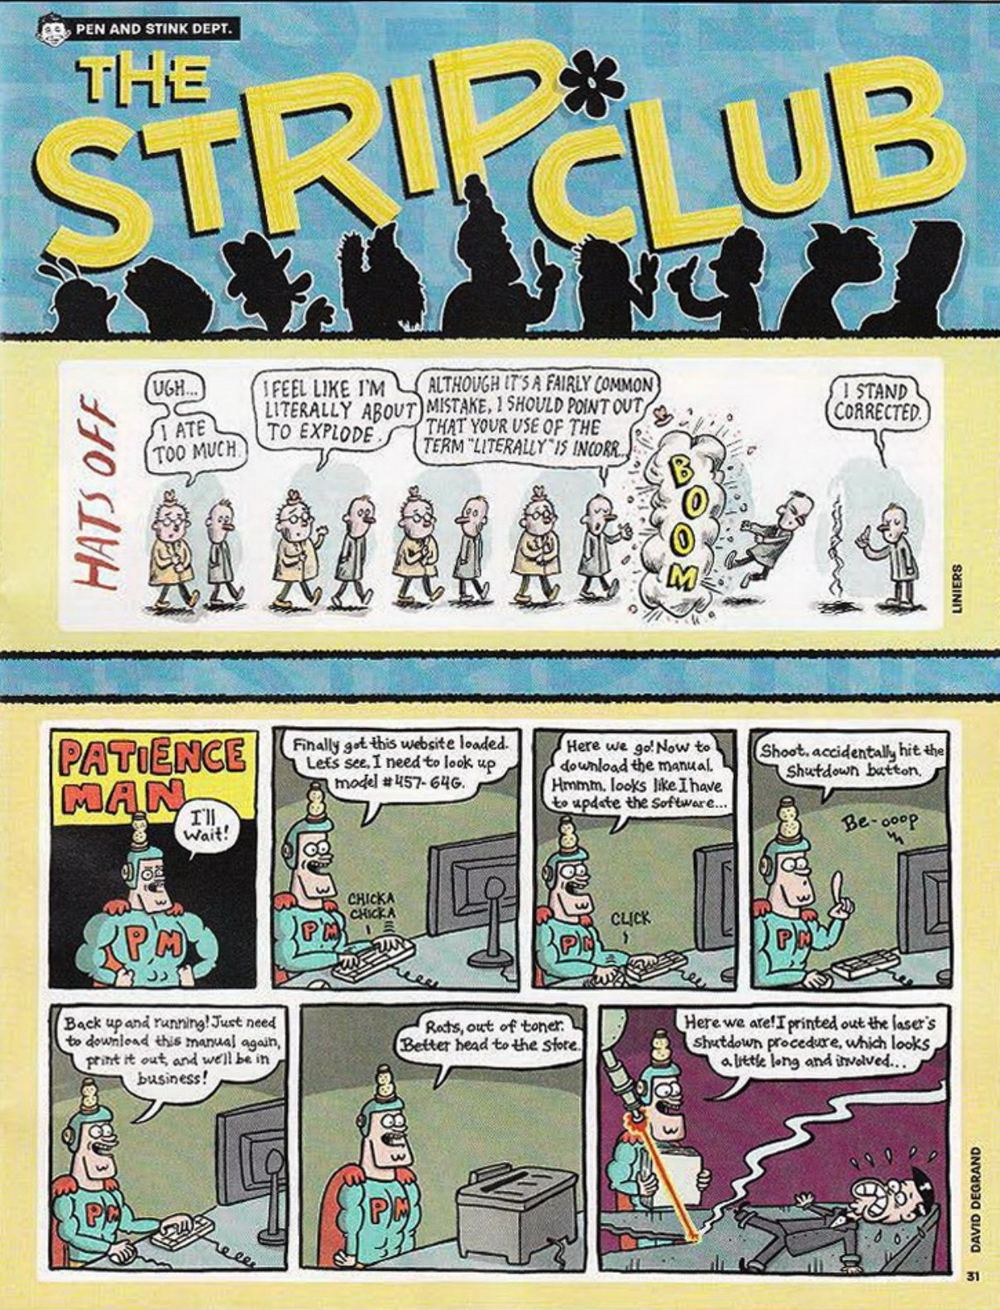 PEN AND STINK DEPT.
THE
STRIP CLUB
HATS OFF
UGH...
I ATE
TOO MUCH.
I FEEL LIKE I'M
LITERALLY ABOUT
TO EXPLODE.
ALTHOUGH IT'S A FAIRLY COMMON
MISTAKE, I SHOULD POINT OUT
THAT YOUR USE OF THE
TERM "LITERALLY" IS INCORR...
BOOM
I STAND
CORRECTED.
LINIERS
PATIENCE
MAN
I'll
Wait!
PM
Finally got this website loaded.
Lets see, I need to look up
model #457-64G.
CHICKA
CHICKA
PM
Here we go! Now to
download the manual.
Hmmm, looks like I have
to update the software...
CLICK
PM
Shoot, accidentally hit the
Shutdown button.
Be-ooop
PM
Back up and running! Just need
to download this manual again,
print it out, and we'll be in
business!
PM
Rats, out of toner.
Better head to the store.
PM
Here we are! I printed out the laser's
shutdown procedure, which looks
a little long and involved...
DAVID DEGRAND
31